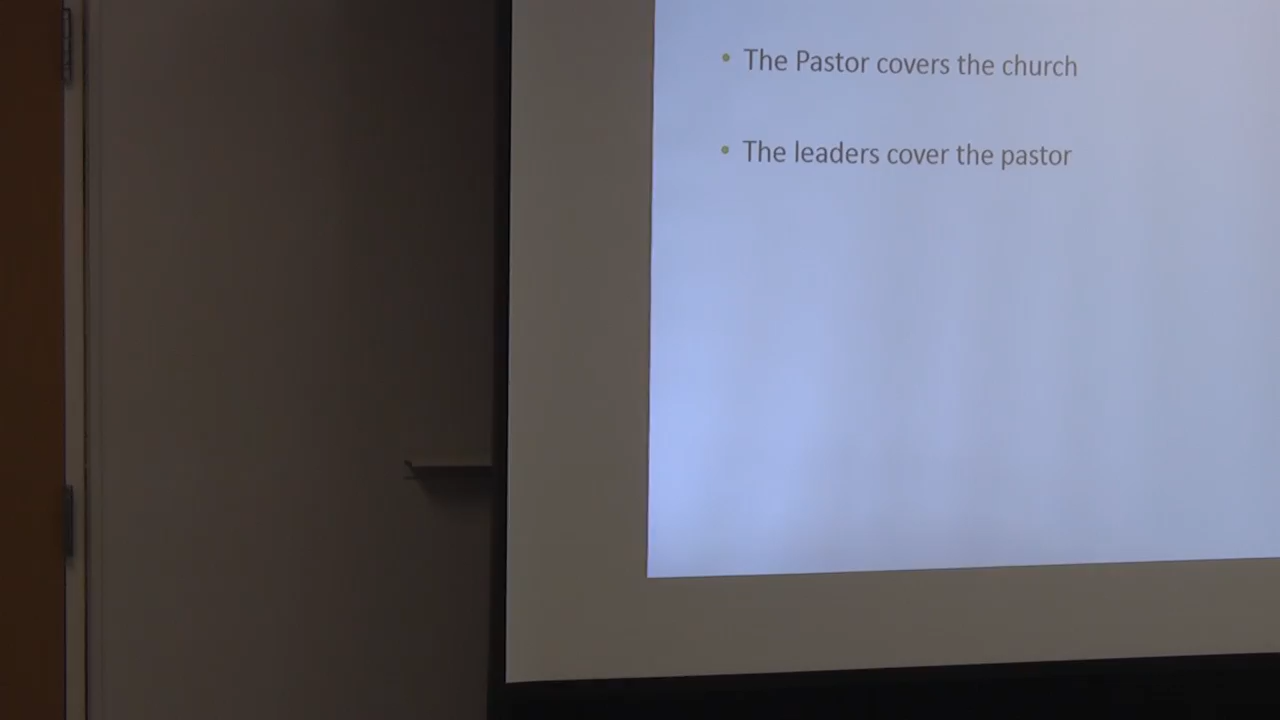 • The Pastor covers the church
• The leaders cover the pastor